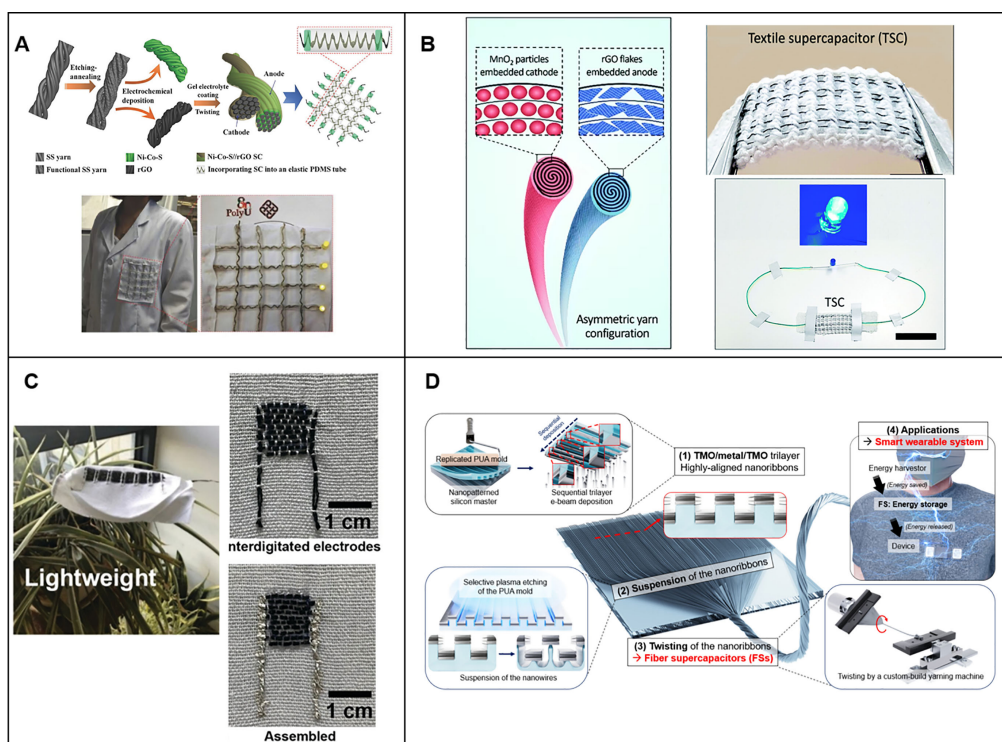 A
Etching-
annealing
Electrochemical
deposition
Gel electrolyte
coating
Twisting
Anode
Cathode
SS yarn
Ni-Co-S
Ni-Co-S//rGO SC
Functional SS yarn
rGO
Incorporating SC into an elastic PDMS tube
Poly
B
MnO₂ particles
embedded cathode
rGO flakes
embedded anode
Asymmetric yarn
configuration
Textile supercapacitor (TSC)
TSC
C
Lightweight
1 cm
nterdigitated electrodes
1 cm
Assembled
D
Replicated PUA mold
Nanopatterned
silicon master
Sequential
deposition
Sequential trilayer
e-beam deposition
(1) TMO/metal/TMO trilayer
Highly-aligned nanoribbons
(2) Suspension of the nanoribbons
Selective plasma etching
of the PUA mold
Suspension of the nanowires
(3) Twisting of the nanoribbons
→ Fiber supercapacitors (FSs)
(4) Applications
→ Smart wearable system
Energy harvestor
(Energy saved)
FS: Energy storage
(Energy released)
Device
Twisting by a custom-build yarning machine